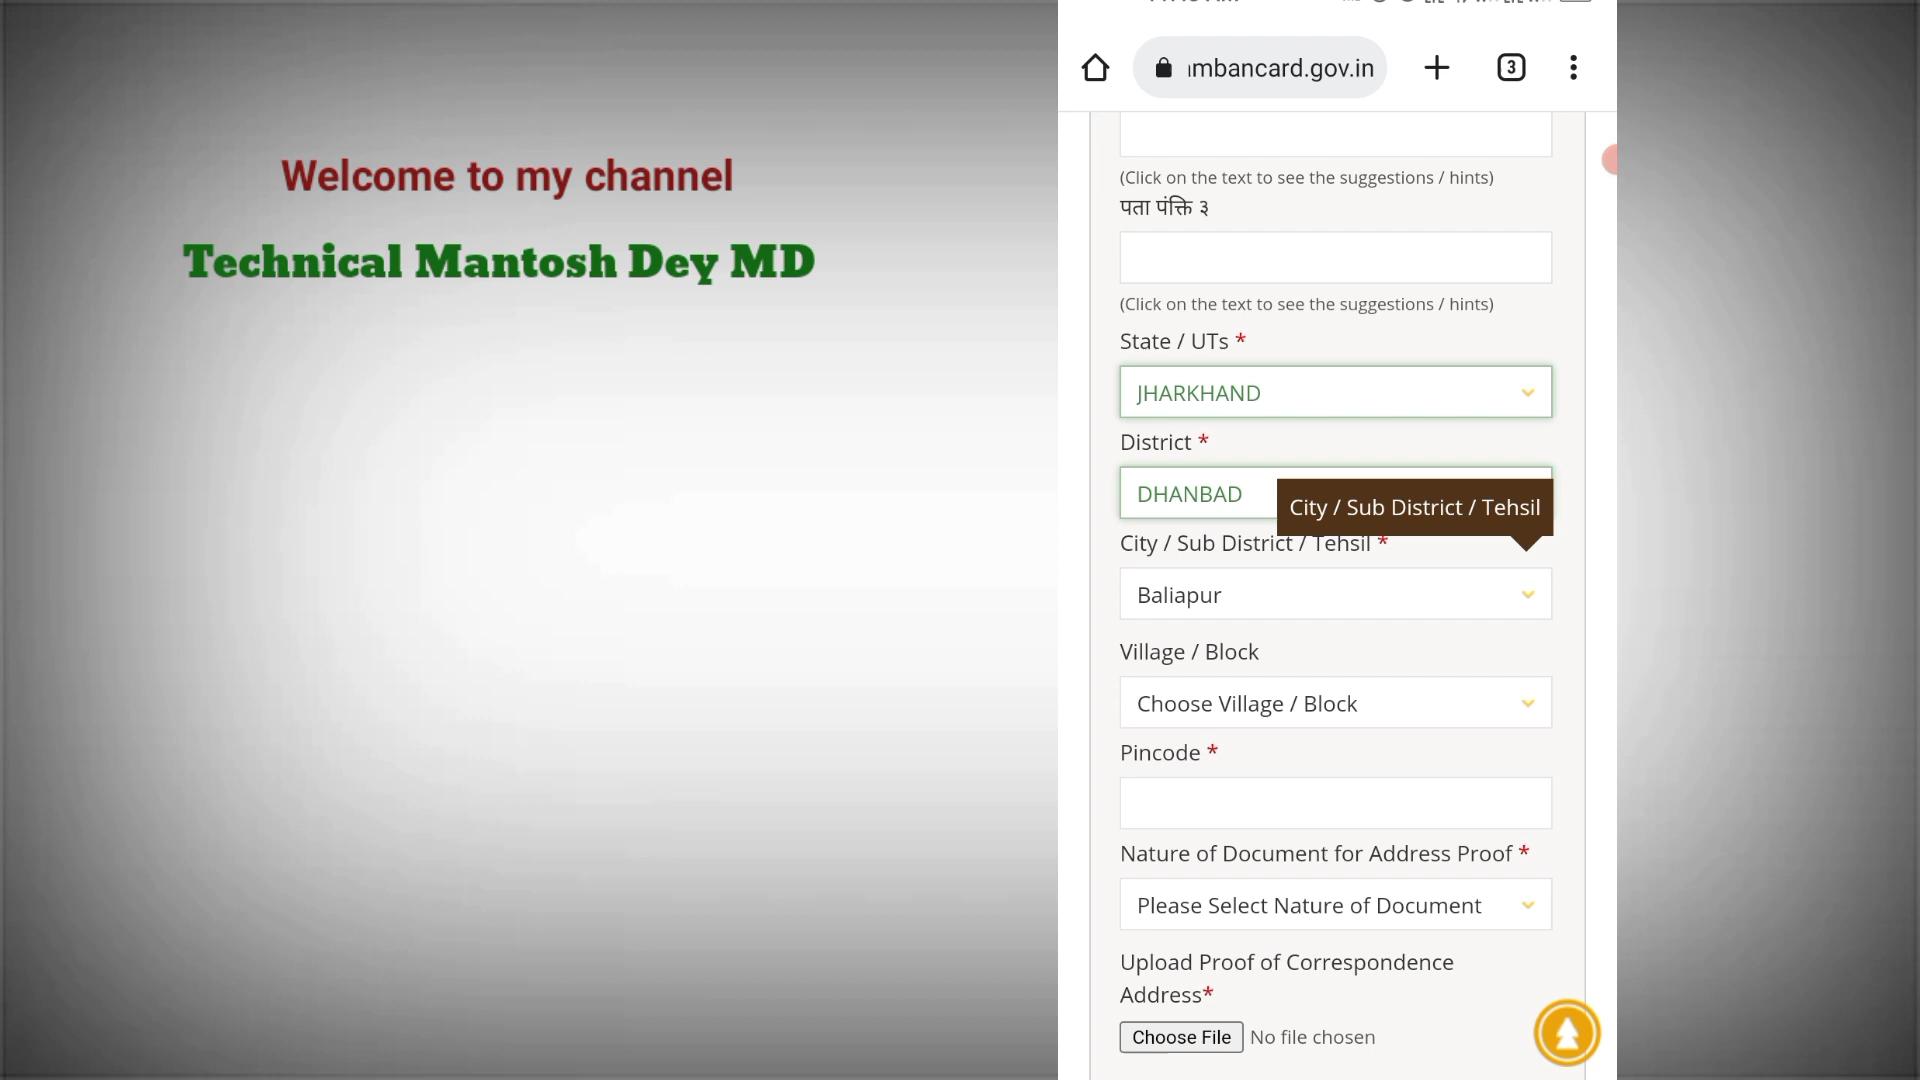 Welcome to my channel
Technical Mantosh Dey MD
mbancard.gov.in
3
(Click on the text to see the suggestions / hints)
पता पंक्ति ३
(Click on the text to see the suggestions / hints)
State / UTs *
JHARKHAND
District *
DHANBAD
City / Sub District / Tehsil
City / Sub District / Tehsil *
Baliapur
Village / Block
Choose Village / Block
Pincode *
Nature of Document for Address Proof *
Please Select Nature of Document
Upload Proof of Correspondence
Address*
Choose File No file chosen